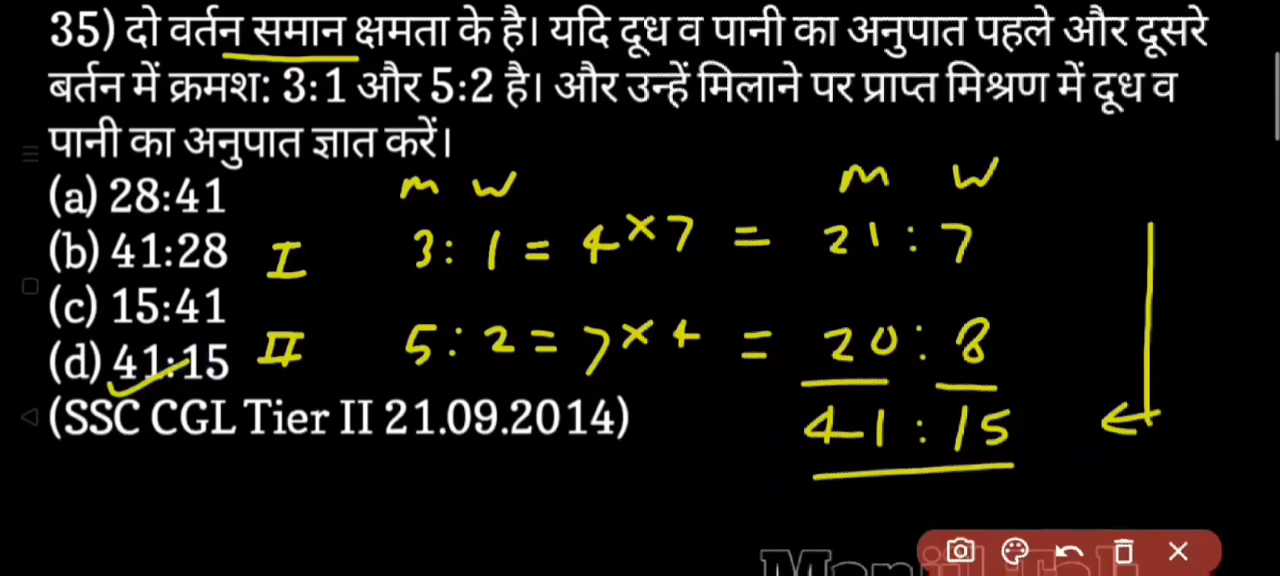 35) दो वर्तन समान क्षमता के है। यदि दूध व पानी का अनुपात पहले और दूसरे
बर्तन में क्रमश: 3:1 और 5:2 है। और उन्हें मिलाने पर प्राप्त मिश्रण में दूध व
पानी का अनुपात ज्ञात करें।
(a) 28:41
(b) 41:28
(c) 15:41
(d) 41:15
(SSC CGL Tier II 21.09.2014)
M W M W
I 3:1 = 4×7 = 21:7
II 5:2 = 7×4 = 20:8
41:15